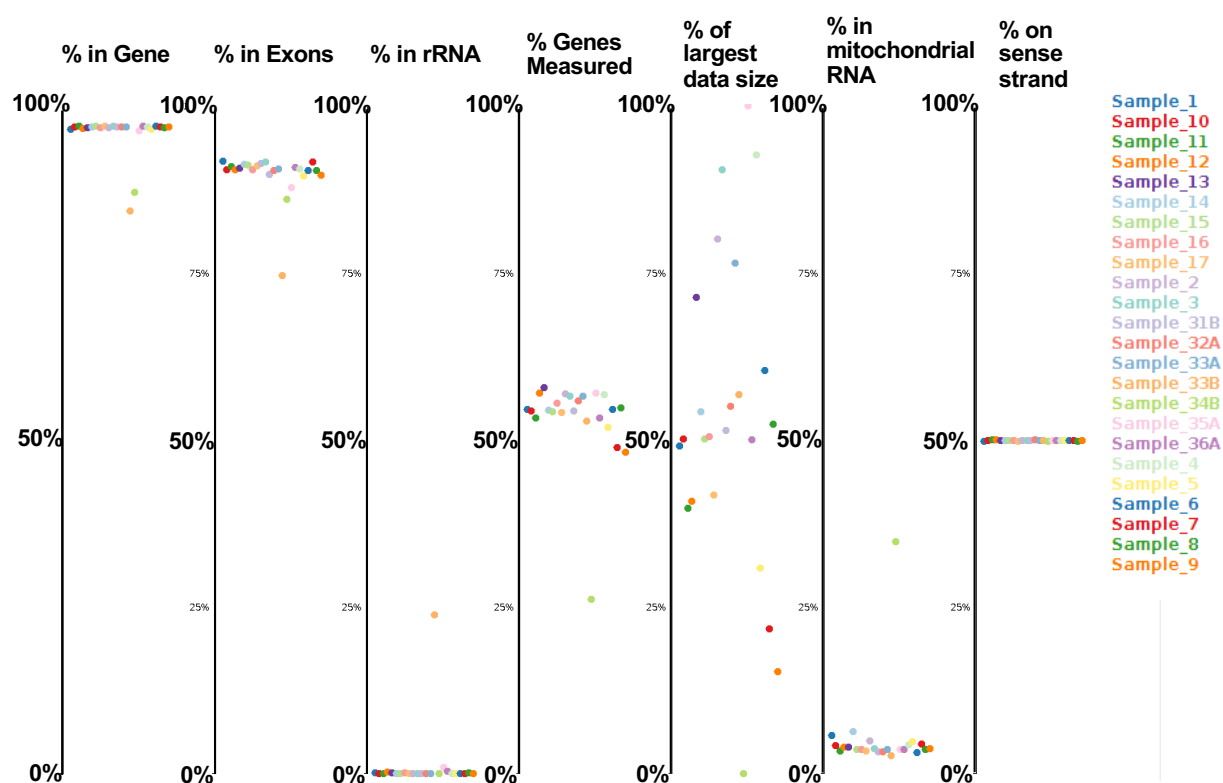 % in Gene
% in Exons
% in rRNA
% Genes
Measured
% of
largest
data size
% in
mitochondrial
RNA
% on
sense
strand
100%
100%
100%
100%
100%
100%
100%
75%
75%
75%
75%
75%
75%
50%
50%
50%
50%
50%
50%
50%
25%
25%
25%
25%
25%
25%
0%
0%
0%
0%
0%
0%
0%
Sample_1
Sample_10
Sample_11
Sample_12
Sample_13
Sample_14
Sample_15
Sample_16
Sample_17
Sample_2
Sample_3
Sample_31B
Sample_32A
Sample_33A
Sample_33B
Sample_34B
Sample_35A
Sample_36A
Sample_4
Sample_5
Sample_6
Sample_7
Sample_8
Sample_9